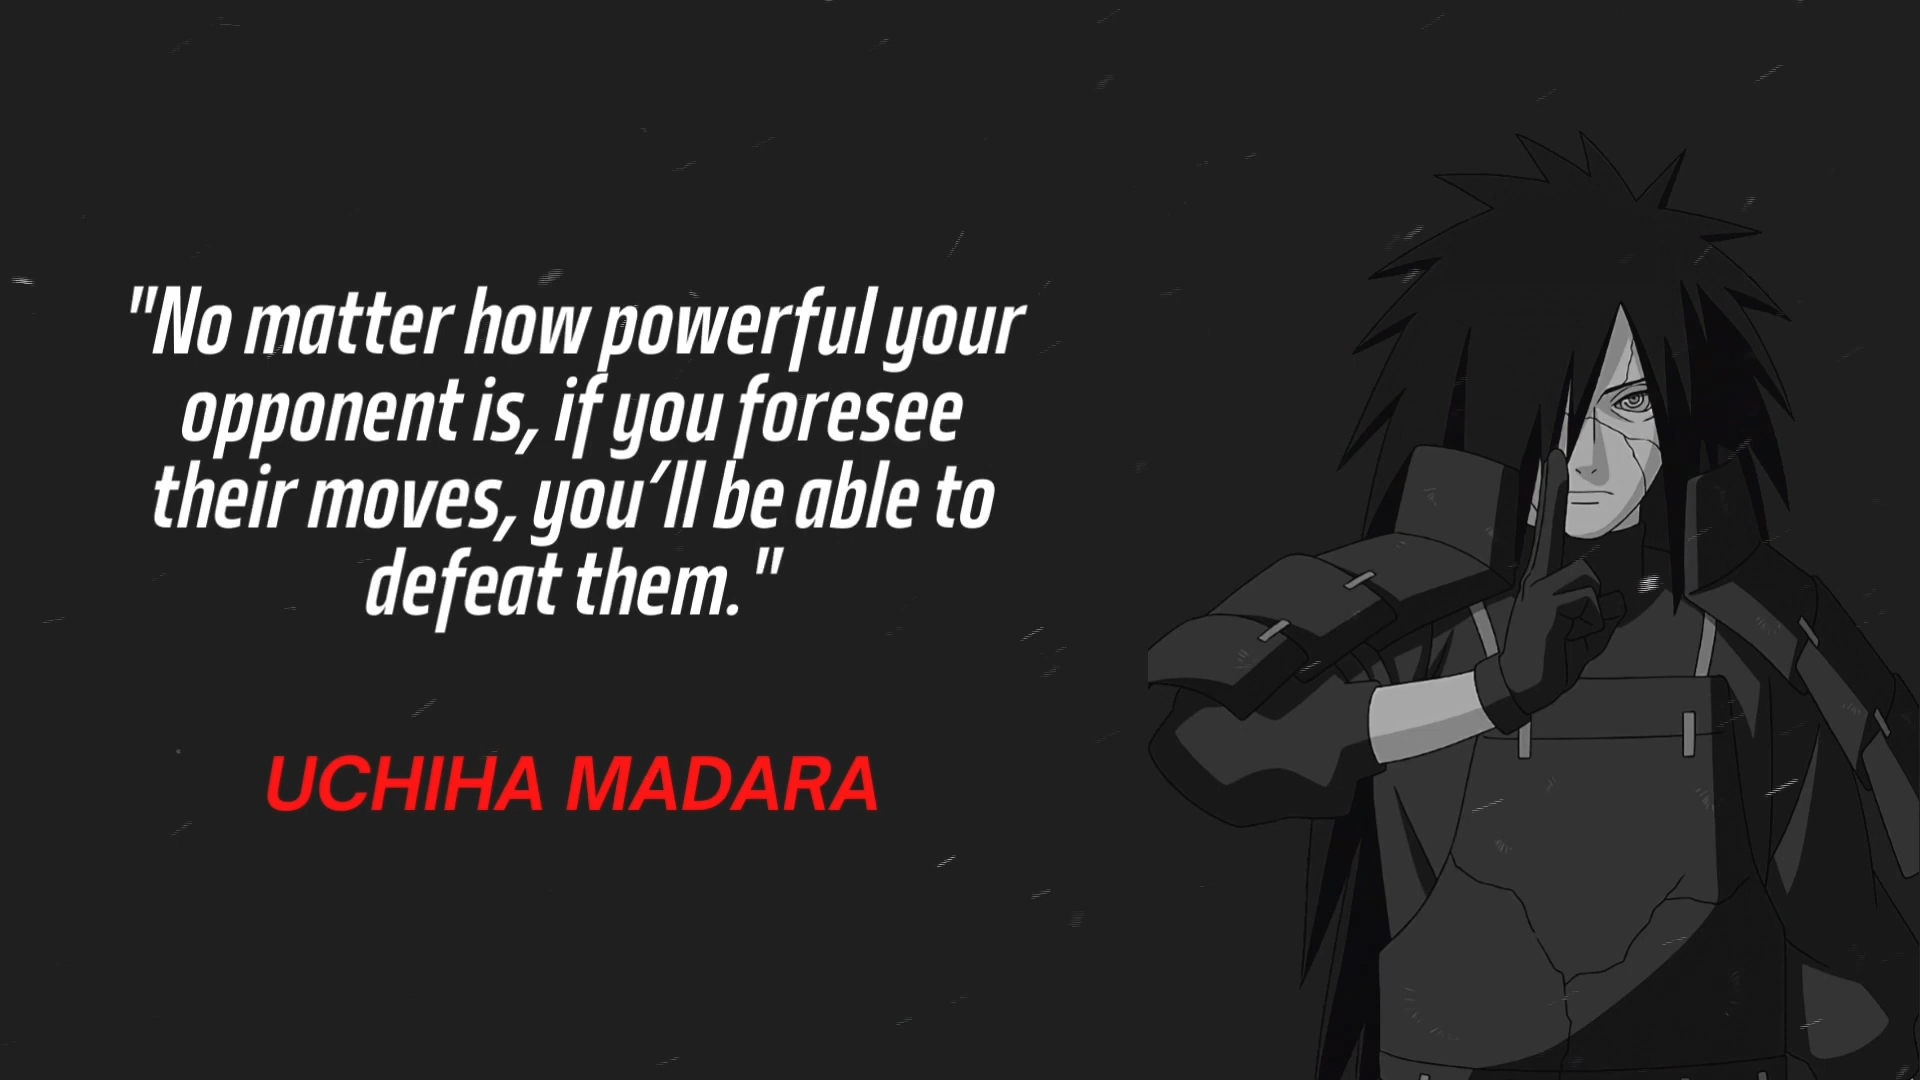 "No matter how powerful your
opponent is, if you foresee
their moves, you'll be able to
defeat them."
UCHIHA MADARA